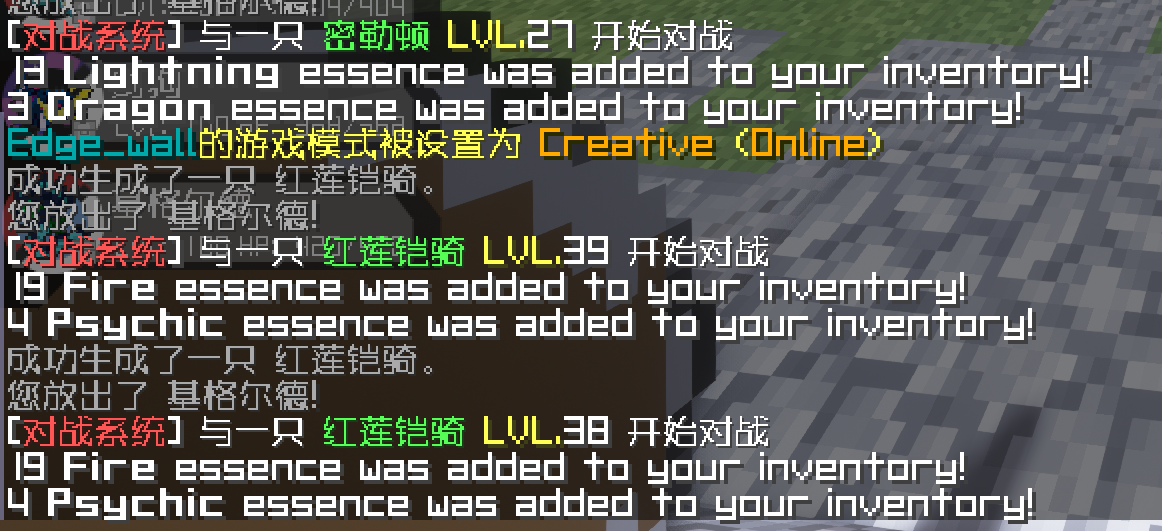 [对战系统] 与一只 密勒顿 LVL.27 开始对战
13 Lightning essence was added to your inventory!
3 Dragon essence was added to your inventory!
Edge_wall的游戏模式被设置为 Creative (Online)
成功生成了一只 红莲铠骑。
您放出了 基格尔德!
[对战系统] 与一只 红莲铠骑 LVL.39 开始对战
19 Fire essence was added to your inventory!
4 Psychic essence was added to your inventory!
成功生成了一只 红莲铠骑。
您放出了 基格尔德!
[对战系统] 与一只 红莲铠骑 LVL.38 开始对战
19 Fire essence was added to your inventory!
4 Psychic essence was added to your inventory!